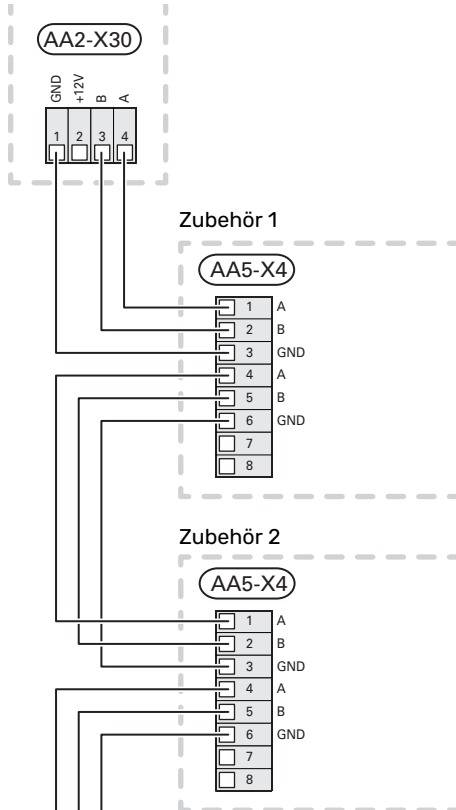 AA2-X30
GND +12V B A
1 2 3 4
Zubehör 1
AA5-X4
1 A
2 B
3 GND
4 A
5 B
6 GND
7
8
Zubehör 2
AA5-X4
1 A
2 B
3 GND
4 A
5 B
6 GND
7
8